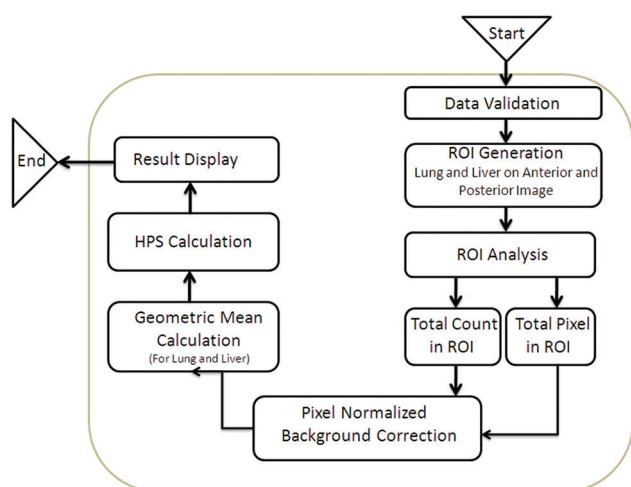 Start
Data Validation
ROI Generation
Lung and Liver on Anterior and
Posterior Image
ROI Analysis
Total Count
in ROI
Total Pixel
in ROI
Pixel Normalized
Background Correction
Geometric Mean
Calculation
(For Lung and Liver)
HPS Calculation
Result Display
End